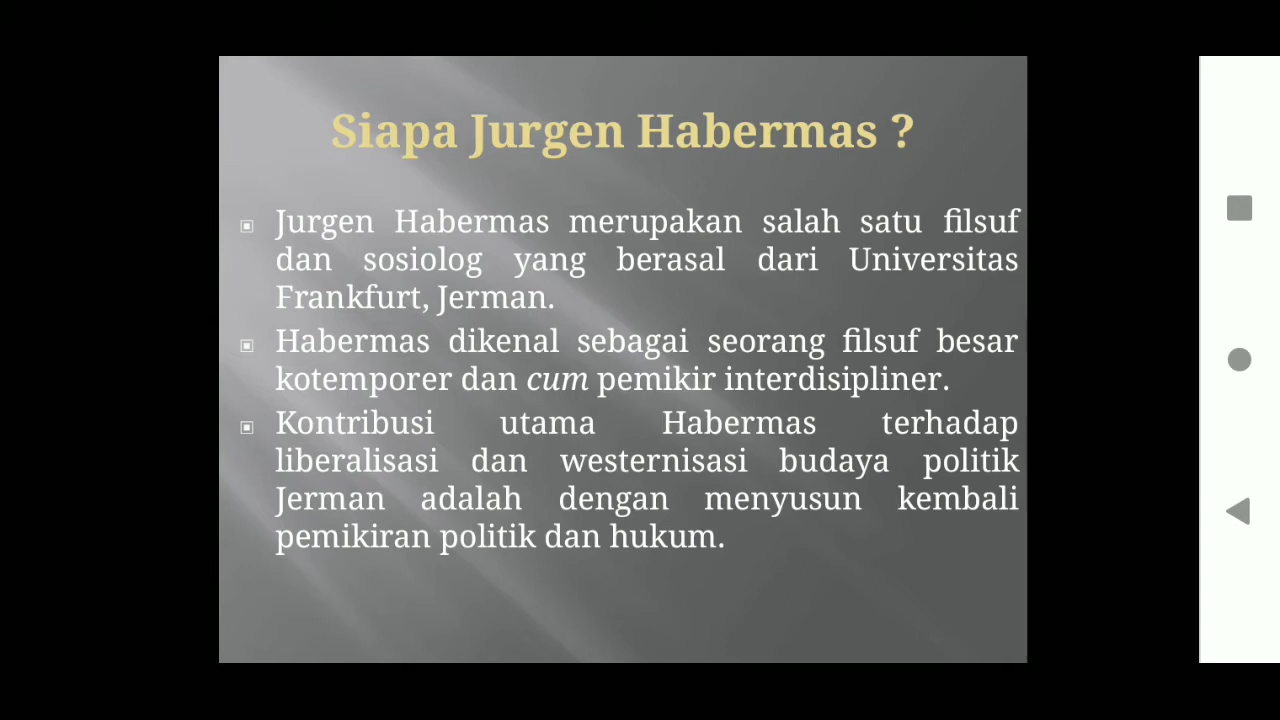 Siapa Jurgen Habermas ?
Jurgen Habermas merupakan salah satu filsuf
dan sosiolog yang berasal dari Universitas
Frankfurt, Jerman.
Habermas dikenal sebagai seorang filsuf besar
kotemporer dan cum pemikir interdisipliner.
Kontribusi utama Habermas terhadap
liberalisasi dan westernisasi budaya politik
Jerman adalah dengan menyusun kembali
pemikiran politik dan hukum.